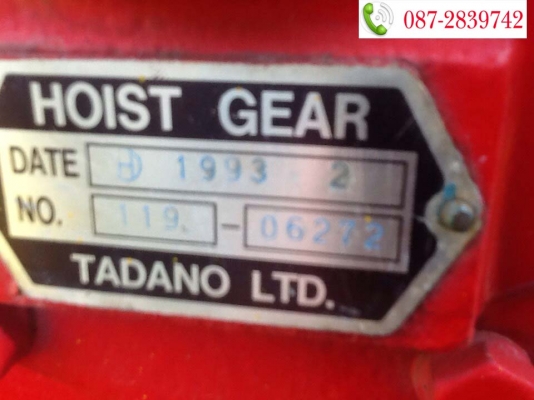 087-2839742
HOIST GEAR
DATE 1993 2
NO. 119. - 06272
TADANO LTD.